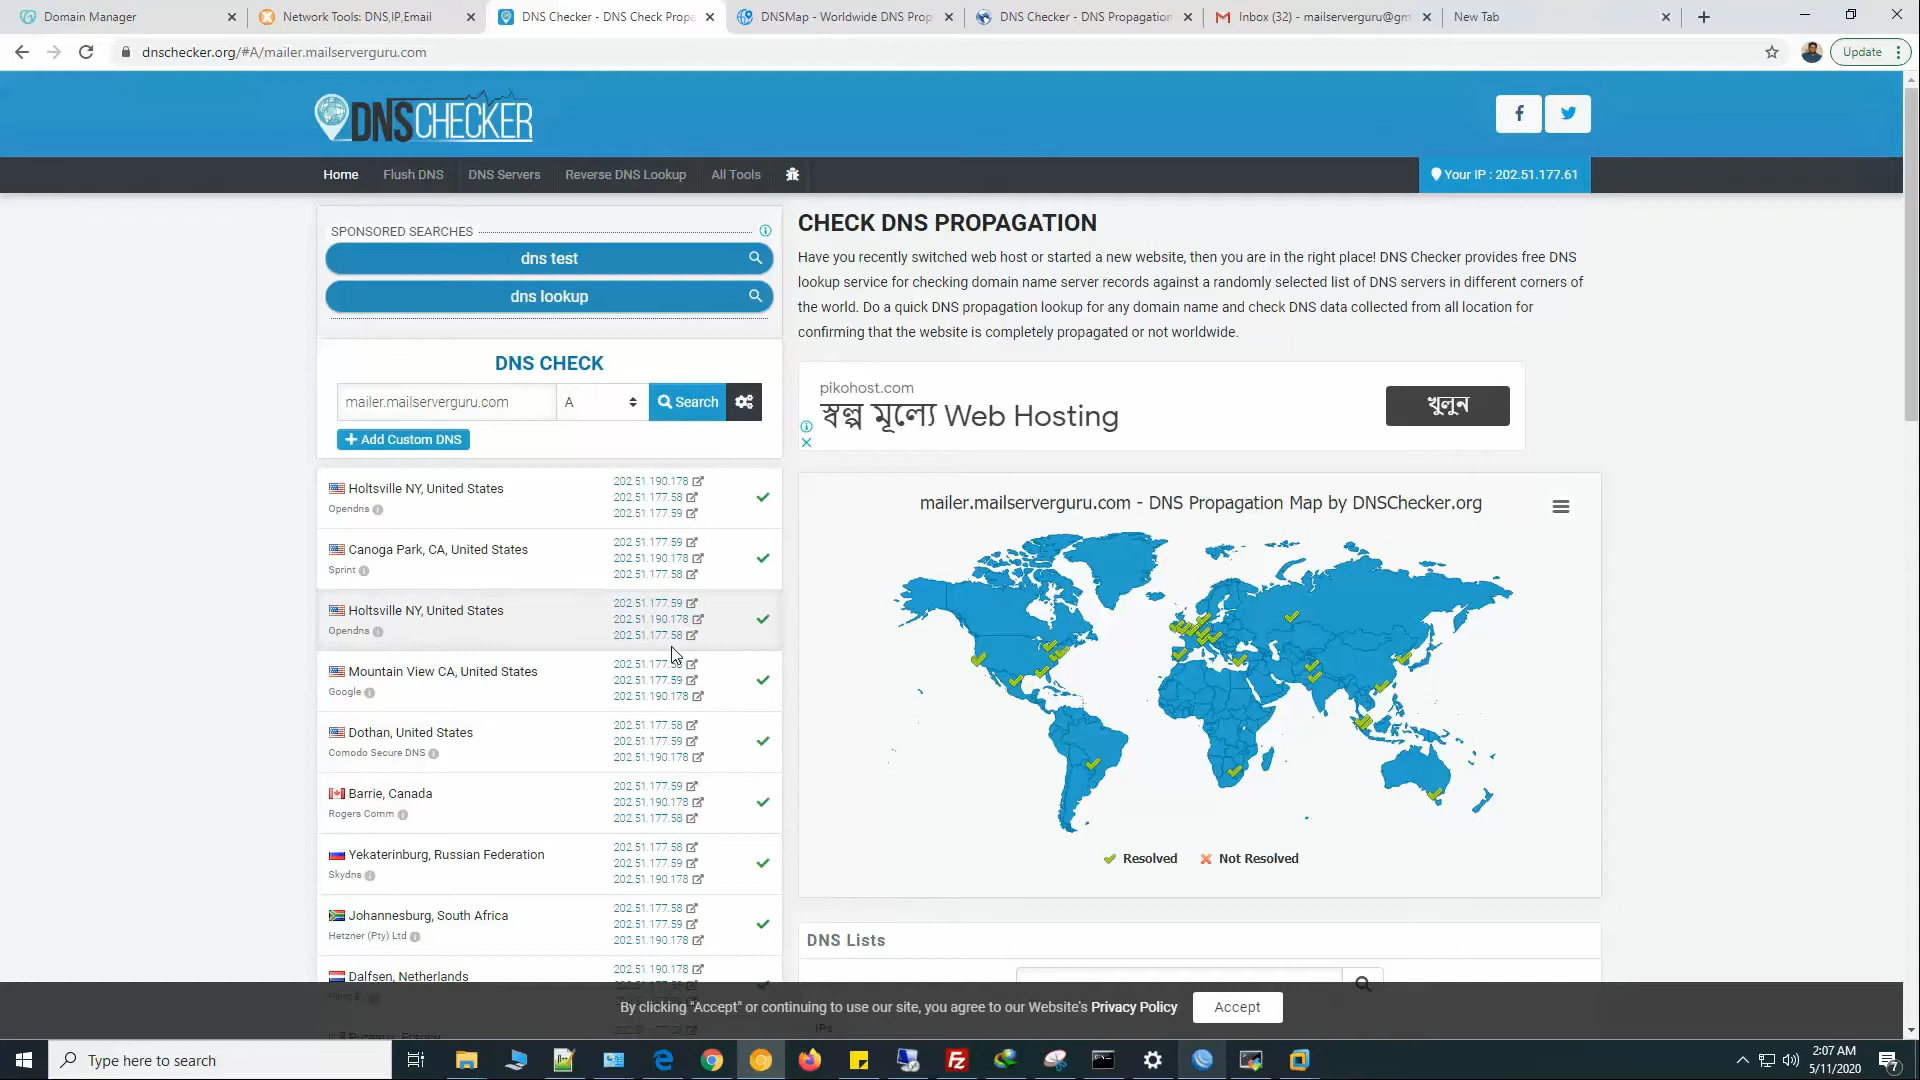 Domain Manager
Network Tools: DNS,IP,Email
DNS Checker - DNS Check Propa
DNSMap - Worldwide DNS Prop
DNS Checker - DNS Propagation
Inbox (32) - mailserverguru@gm
New Tab
dnschecker.org/#A/mailer.mailserverguru.com
Update
DNSCHECKER
Home
Flush DNS
DNS Servers
Reverse DNS Lookup
All Tools
Your IP : 202.51.177.61
SPONSORED SEARCHES
dns test
dns lookup
DNS CHECK
mailer.mailserverguru.com
A
Search
Add Custom DNS
Holtsville NY, United States
Opendns
202.51.190.178
202.51.177.58
202.51.177.59
Canoga Park, CA, United States
Sprint
202.51.177.59
202.51.190.178
202.51.177.58
Holtsville NY, United States
Opendns
202.51.177.59
202.51.190.178
202.51.177.58
Mountain View CA, United States
Google
202.51.177.58
202.51.177.59
202.51.190.178
Dothan, United States
Comodo Secure DNS
202.51.177.58
202.51.177.59
202.51.190.178
Barrie, Canada
Rogers Comm
202.51.177.59
202.51.190.178
202.51.177.58
Yekaterinburg, Russian Federation
Skydns
202.51.177.58
202.51.177.59
202.51.190.178
Johannesburg, South Africa
Hetzner (Pty) Ltd
202.51.177.58
202.51.177.59
202.51.190.178
Dalfsen, Netherlands
202.51.190.178
CHECK DNS PROPAGATION
Have you recently switched web host or started a new website, then you are in the right place! DNS Checker provides free DNS
lookup service for checking domain name server records against a randomly selected list of DNS servers in different corners of
the world. Do a quick DNS propagation lookup for any domain name and check DNS data collected from all location for
confirming that the website is completely propagated or not worldwide.
pikohost.com
স্বল্প মূল্যে Web Hosting
খুলুন
mailer.mailserverguru.com - DNS Propagation Map by DNSChecker.org
Resolved
Not Resolved
DNS Lists
IPs
By clicking "Accept" or continuing to use our site, you agree to our Website's Privacy Policy
Accept
Type here to search
2:07 AM
5/11/2020
7